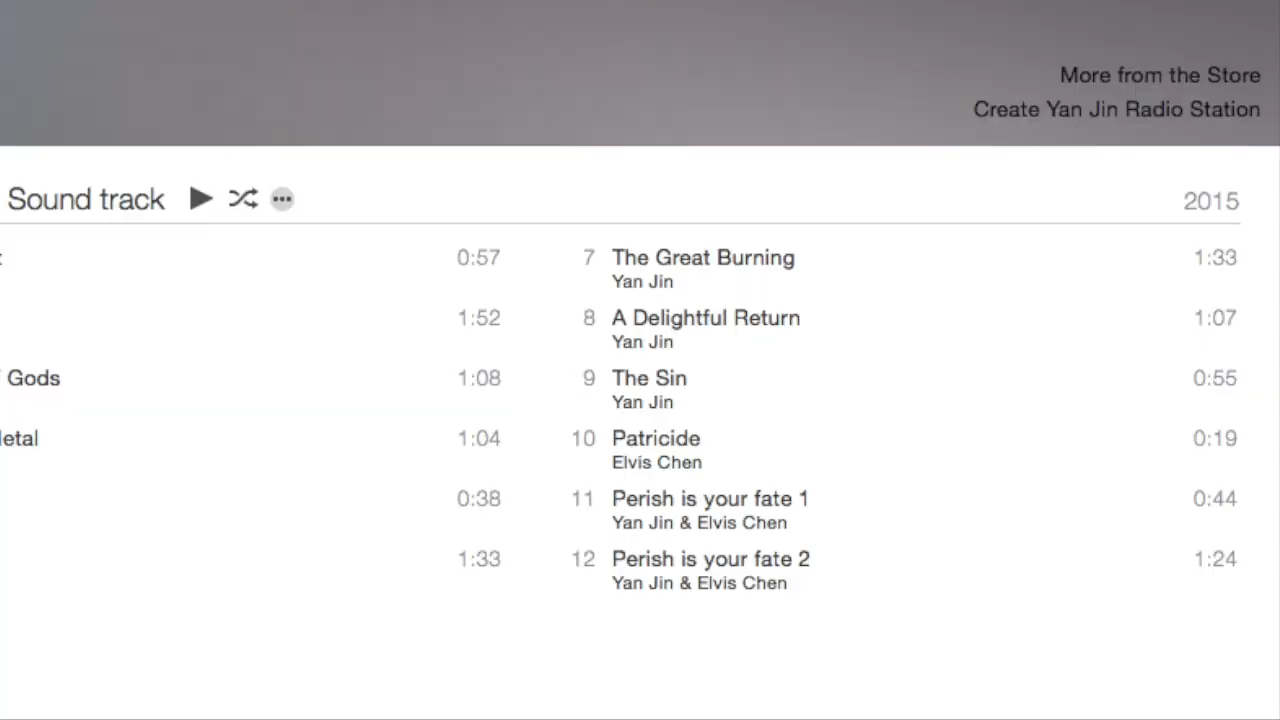 More from the Store
Create Yan Jin Radio Station
Sound track 2015
0:57
1:52
Gods 1:08
1:04
0:38
1:33
7 The Great Burning 1:33
Yan Jin
8 A Delightful Return 1:07
Yan Jin
9 The Sin 0:55
Yan Jin
10 Patricide 0:19
Elvis Chen
11 Perish is your fate 1 0:44
Yan Jin & Elvis Chen
12 Perish is your fate 2 1:24
Yan Jin & Elvis Chen